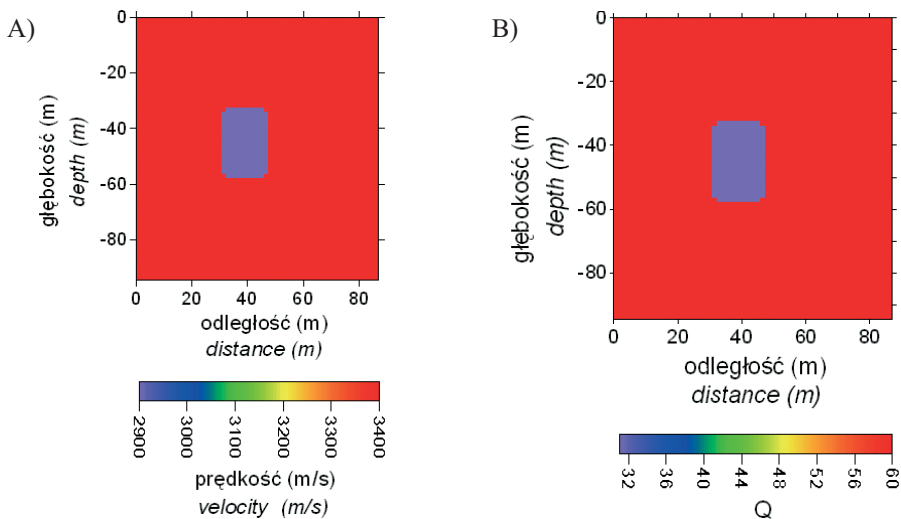 A)
0
-20
-40
-60
-80
głębokość (m)
depth (m)
0 20 40 60 80
odległość (m)
distance (m)
2900 3000 3100 3200 3300 3400
prędkość (m/s)
velocity (m/s)
B)
0
-20
-40
-60
-80
głębokość (m)
depth (m)
0 20 40 60 80
odległość (m)
distance (m)
32 36 40 44 48 52 56 60
Q